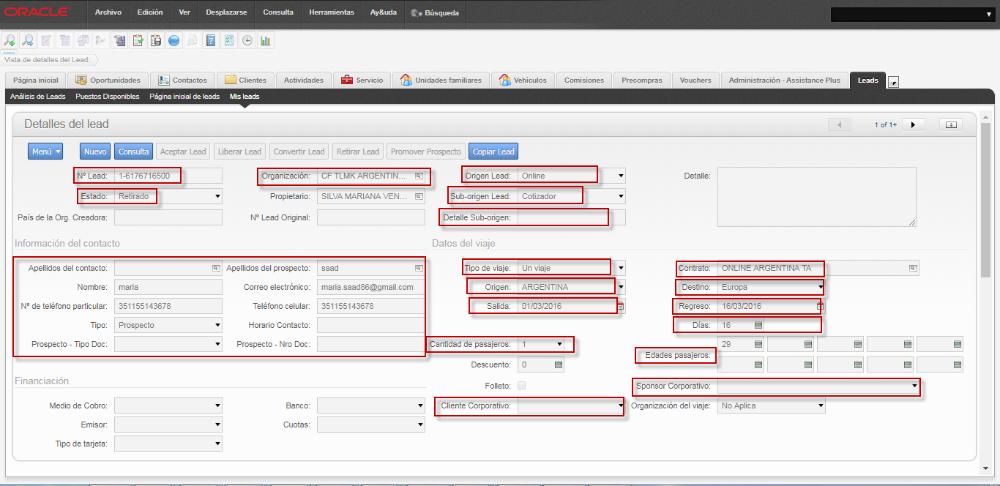 ORACLE
Archivo Edición Ver Desplazarse Consulta Herramientas Ay&uda Búsqueda
Vista de detalles del Lead:
Página inicial Oportunidades Contactos Clientes Actividades Servicio Unidades familiares Vehículos Comisiones Precompras Vouchers Administración - Assistance Plus Leads
Análisis de Leads Puestos Disponibles Página inicial de leads Mis leads
Detalles del lead 1 of 1+
Menú Nuevo Consulta Aceptar Lead Liberar Lead Convertir Lead Retirar Lead Promover Prospecto Copiar Lead
Nº Lead: 1-6176716500 Organización: CF TLMK ARGENTIN... Origen Lead: Online Detalle:
Estado: Retirado Propietario: SILVA MARIANA VEN... Sub-origen Lead: Cotizador
País de la Org. Creadora: Nº Lead Original: Detalle Sub-origen:
Información del contacto Datos del viaje
Apellidos del contacto: Apellidos del prospecto: saad Tipo de viaje: Un viaje Contrato: ONLINE ARGENTINA TA
Nombre: maria Correo electrónico: maria.saad86@gmail.com Origen: ARGENTINA Destino: Europa
Nº de teléfono particular: 351155143678 Teléfono celular: 351155143678 Salida: 01/03/2016 Regreso: 16/03/2016
Tipo: Prospecto Horario Contacto: Días: 16
Prospecto - Tipo Doc: Prospecto - Nro Doc: Cantidad de pasajeros: 1 29
Edades pasajeros:
Descuento: 0
Financiación Folleto: Sponsor Corporativo:
Medio de Cobro: Banco: Cliente Corporativo: Organización del viaje: No Aplica
Emisor: Cuotas:
Tipo de tarjeta: